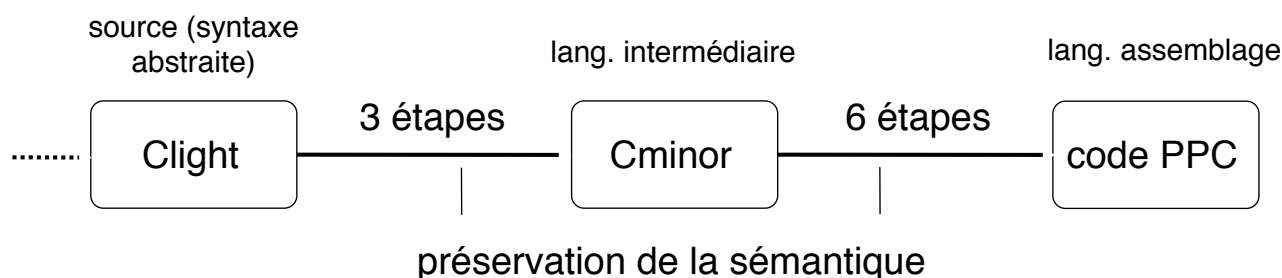 source (syntaxe
abstraite)
lang. intermédiaire
lang. assemblage
3 étapes
6 étapes
Clight
Cminor
code PPC
préservation de la sémantique